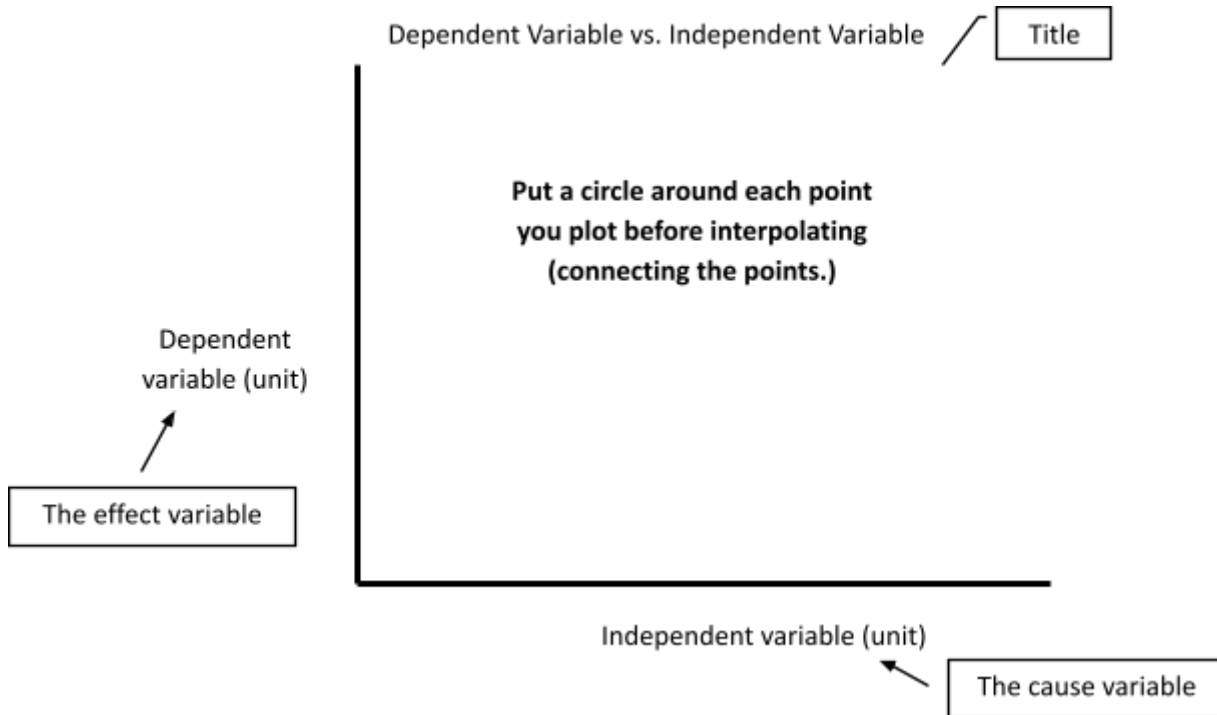 Dependent Variable vs. Independent Variable
Title
Put a circle around each point
you plot before interpolating
(connecting the points.)
Dependent
variable (unit)
The effect variable
Independent variable (unit)
The cause variable